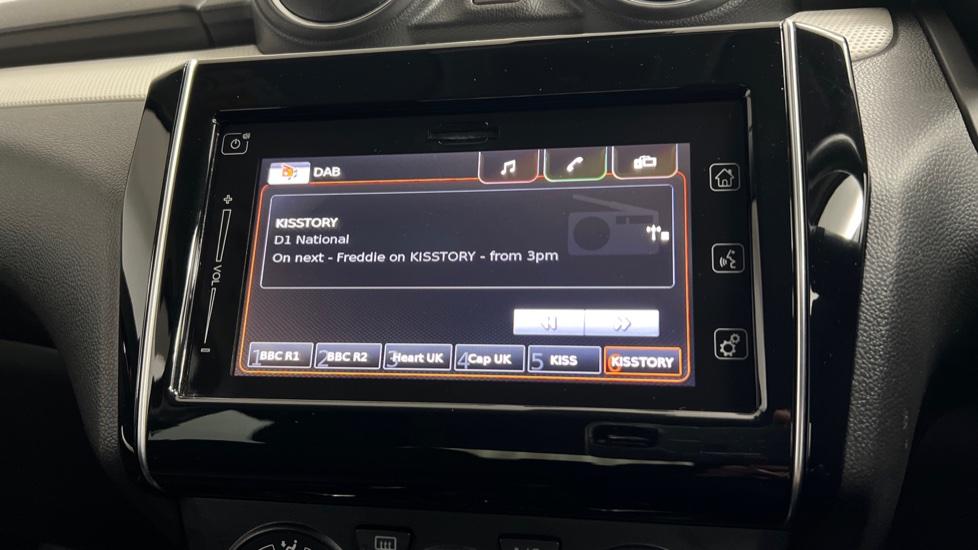 DAB
KISSTORY
D1 National
On next - Freddie on KISSTORY - from 3pm
+
VOL
-
1 BBC R1
2 BBC R2
3 Heart UK
4 Cap UK
5 KISS
KISSTORY